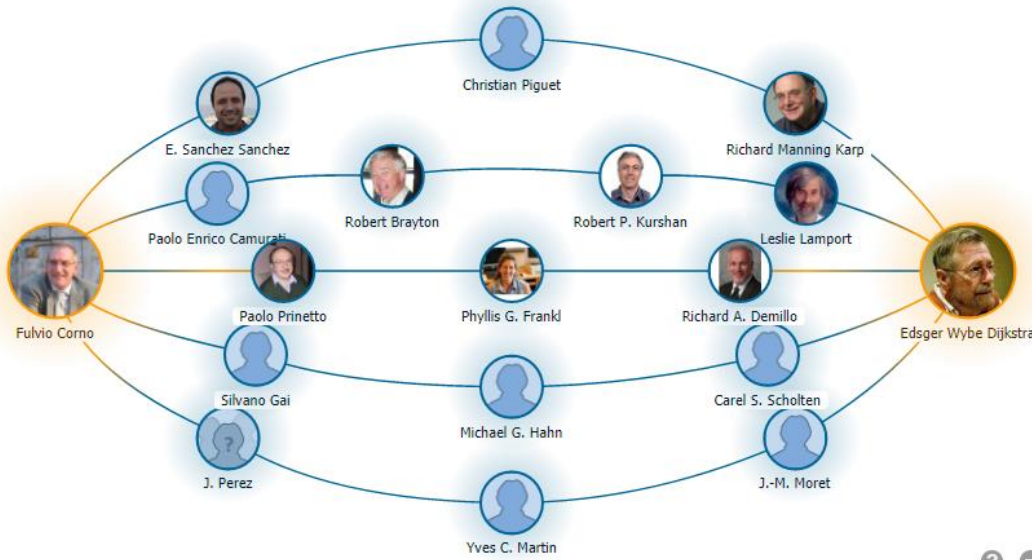 Christian Piguet
E. Sanchez Sanchez
Richard Manning Karp
Robert Brayton
Robert P. Kurshan
Paolo Enrico Camurati
Leslie Lamport
Paolo Prinetto
Phyllis G. Frankl
Richard A. Demillo
Fulvio Corno
Edsger Wybe Dijkstra
Silvano Gai
Carel S. Scholten
Michael G. Hahn
?
J. Perez
J.-M. Moret
Yves C. Martin
?